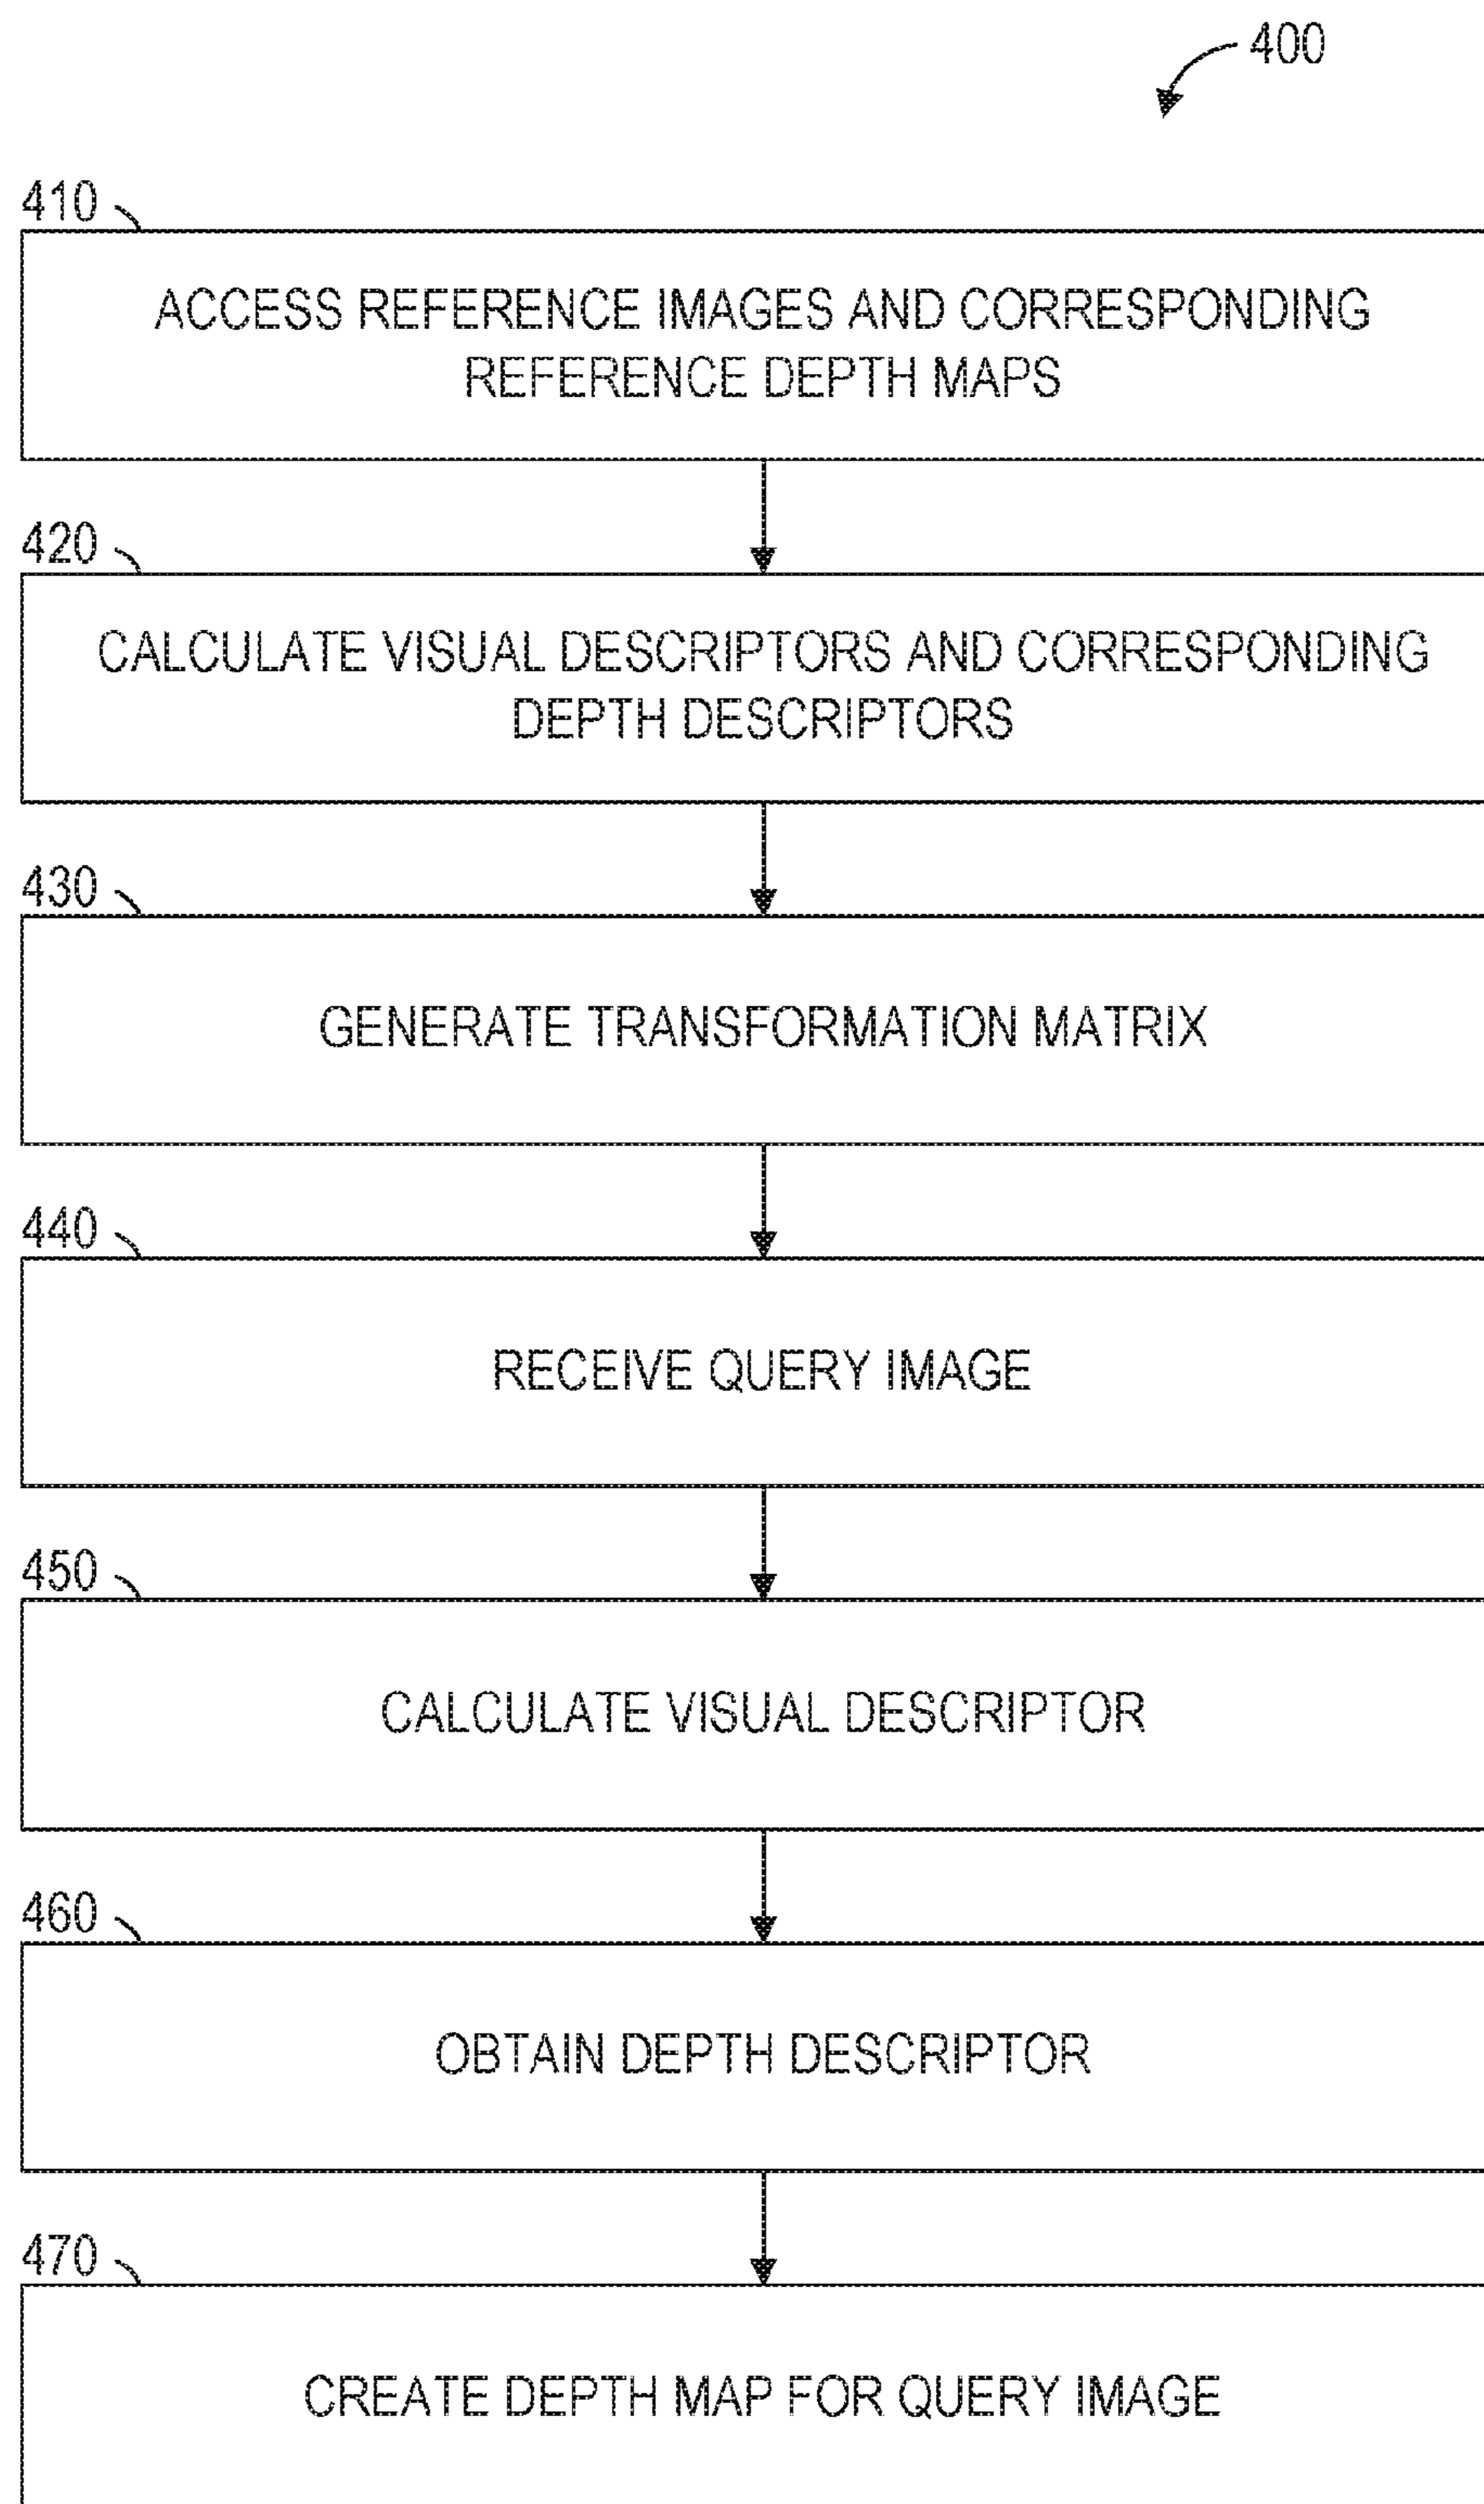 400
410
ACCESS REFERENCE IMAGES AND CORRESPONDING
REFERENCE DEPTH MAPS
420
CALCULATE VISUAL DESCRIPTORS AND CORRESPONDING
DEPTH DESCRIPTORS
430
GENERATE TRANSFORMATION MATRIX
440
RECEIVE QUERY IMAGE
450
CALCULATE VISUAL DESCRIPTOR
460
OBTAIN DEPTH DESCRIPTOR
470
CREATE DEPTH MAP FOR QUERY IMAGE